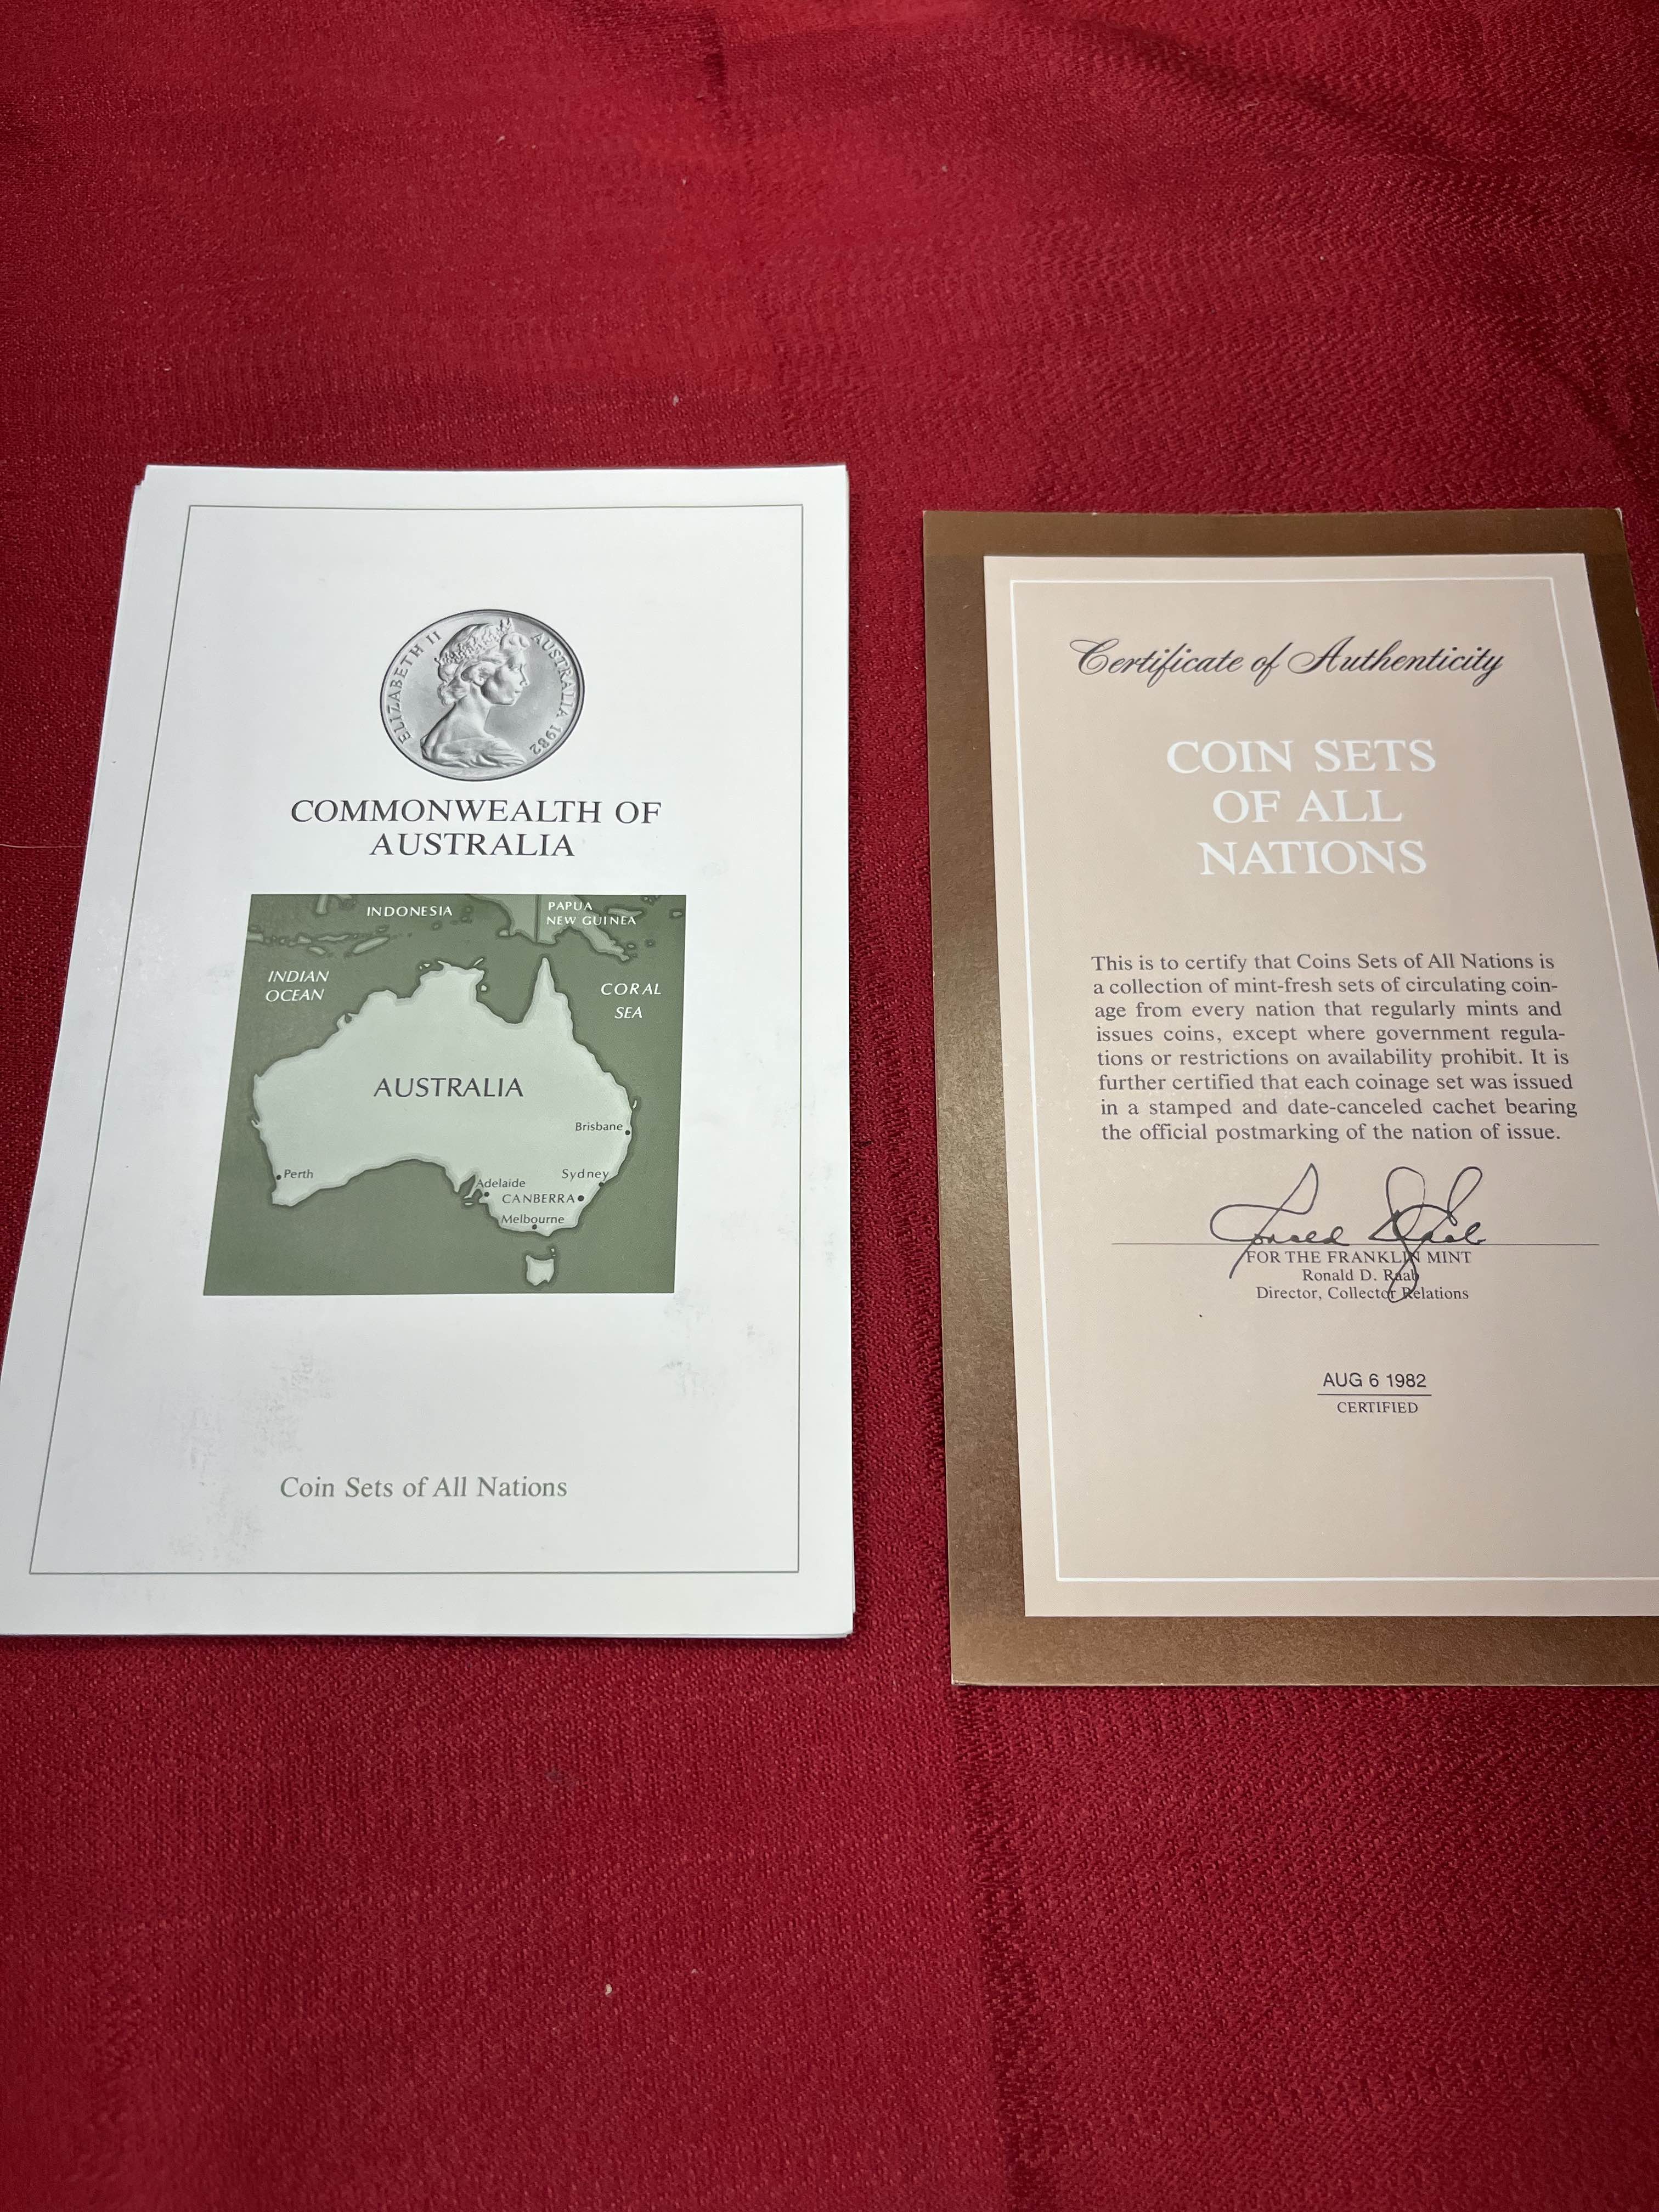 ELIZABETH II AUSTRALIA 1982
COMMONWEALTH OF
AUSTRALIA
INDONESIA
PAPUA
NEW GUINEA
INDIAN
OCEAN
CORAL
SEA
AUSTRALIA
Brisbane
Perth
Adelaide
Sydney
CANBERRA
Melbourne
Coin Sets of All Nations
Certificate of Authenticity
COIN SETS
OF ALL
NATIONS
This is to certify that Coins Sets of All Nations is
a collection of mint-fresh sets of circulating coin-
age from every nation that regularly mints and
issues coins, except where government regula-
tions or restrictions on availability prohibit. It is
further certified that each coinage set was issued
in a stamped and date-canceled cachet bearing
the official postmarking of the nation of issue.
Ronald D. Raab
FOR THE FRANKLIN MINT
Ronald D. Raab
Director, Collector Relations
AUG 6 1982
CERTIFIED